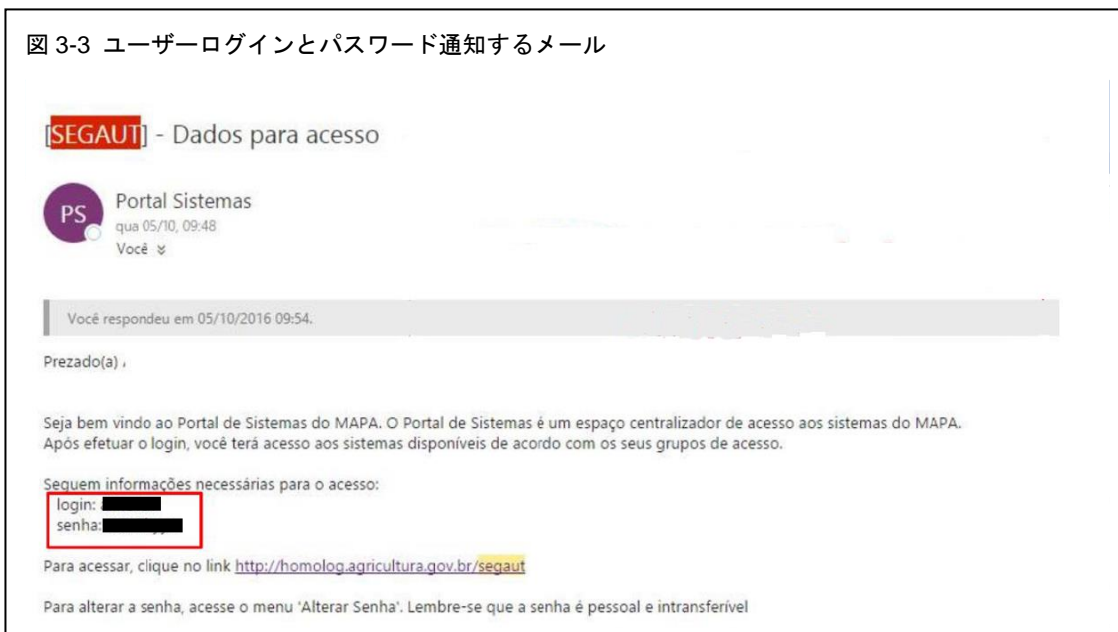 図 3-3 ユーザーログインとパスワード通知するメール
[SEGAUT] - Dados para acesso
PS
Portal Sistemas
qua 05/10, 09:48
Você
Você respondeu em 05/10/2016 09:54.
Prezado(a) ,
Seja bem vindo ao Portal de Sistemas do MAPA. O Portal de Sistemas é um espaço centralizador de acesso aos sistemas do MAPA.
Após efetuar o login, você terá acesso aos sistemas disponíveis de acordo com os seus grupos de acesso.
Seguem informações necessárias para o acesso:
login:
senha:
Para acessar, clique no link http://homolog.agricultura.gov.br/segaut
Para alterar a senha, acesse o menu 'Alterar Senha'. Lembre-se que a senha é pessoal e intransferível